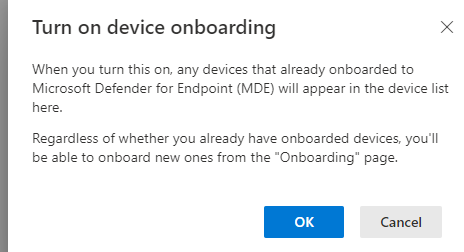 Turn on device onboarding
When you turn this on, any devices that already onboarded to
Microsoft Defender for Endpoint (MDE) will appear in the device list
here.
Regardless of whether you already have onboarded devices, you'll
be able to onboard new ones from the "Onboarding" page.
OK Cancel